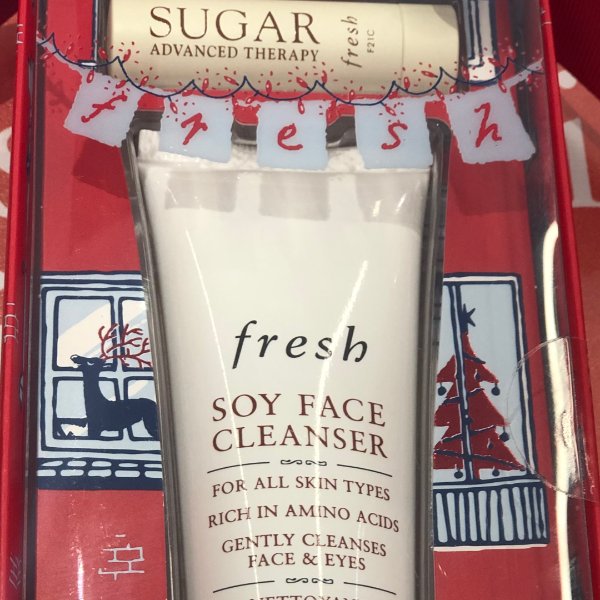 SUGAR
ADVANCED THERAPY
fresh
F21C
fresh
fresh
SOY FACE
CLEANSER
FOR ALL SKIN TYPES
RICH IN AMINO ACIDS
GENTLY CLEANSES
FACE & EYES